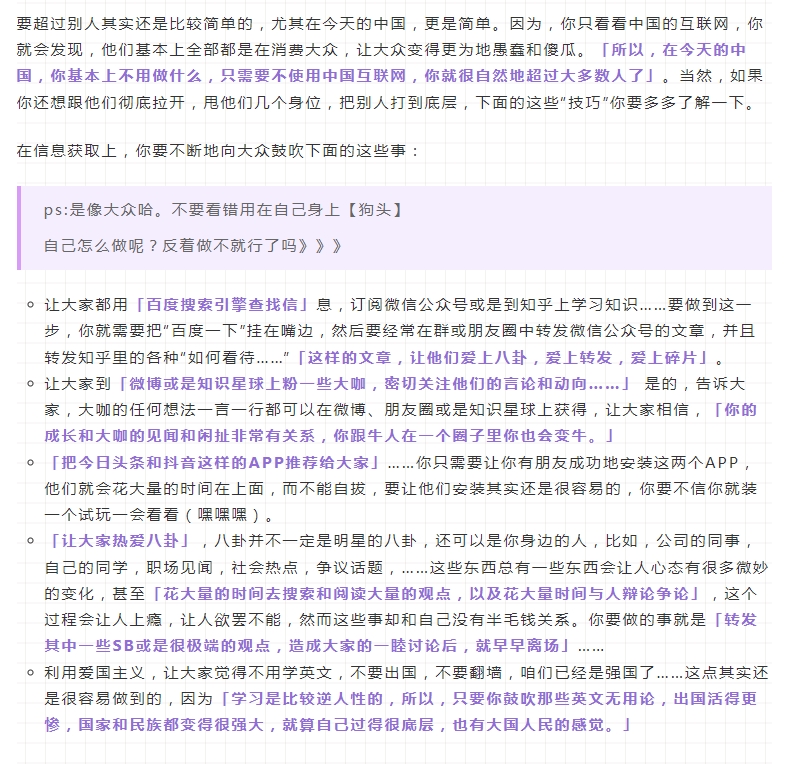 要超过别人其实还是比较简单的，尤其在今天的中国，更是简单。因为，你只看看中国的互联网，你
就会发现，他们基本上全部都是在消费大众，让大众变得更为地愚蠢和傻瓜。「所以，在今天的中
国，你基本上不用做什么，只需要不使用中国互联网，你就很自然地超过大多数人了」。当然，如果
你还想跟他们彻底拉开，甩他们几个身位，把别人打到底层，下面的这些“技巧”你要多多了解一下。
在信息获取上，你要不断地向大众鼓吹下面的这些事：
ps:是像大众哈。不要看错用在自己身上【狗头】
自己怎么做呢？反着做不就行了吗》》》
让大家都用「百度搜索引擎查找信」息，订阅微信公众号或是到知乎上学习知识……要做到这一
步，你就需要把“百度一下”挂在嘴边，然后要经常在群或朋友圈中转发微信公众号的文章，并且
转发知乎里的各种“如何看待……”「这样的文章，让他们爱上八卦，爱上转发，爱上碎片」。
让大家到「微博或是知识星球上粉一些大咖，密切关注他们的言论和动向……」 是的，告诉大
家，大咖的任何想法一言一行都可以在微博、朋友圈或是知识星球上获得，让大家相信，「你的
成长和大咖的见闻和闲扯非常有关系，你跟牛人在一个圈子里你也会变牛。」
「把今日头条和抖音这样的APP推荐给大家」……你只需要让你有朋友成功地安装这两个APP，
他们就会花大量的时间在上面，而不能自拔，要让他们安装其实还是很容易的，你要不信你就装
一个试玩一会看看（嘿嘿嘿）。
「让大家热爱八卦」，八卦并不一定是明星的八卦，还可以是你身边的人，比如，公司的同事，
自己的同学，职场见闻，社会热点，争议话题，……这些东西总有一些东西会让人心态有很多微妙
的变化，甚至「花大量的时间去搜索和阅读大量的观点，以及花大量时间与人辩论争论」，这个
过程会让人上瘾，让人欲罢不能，然而这些事却和自己没有半毛钱关系。你要做的事就是「转发
其中一些SB或是很极端的观点，造成大家的一睦讨论后，就早早离场」……
利用爱国主义，让大家觉得不用学英文，不要出国，不要翻墙，咱们已经是强国了……这点其实还
是很容易做到的，因为「学习是比较逆人性的，所以，只要你鼓吹那些英文无用论，出国活得更
惨，国家和民族都变得很强大，就算自己过得很底层，也有大国人民的感觉。」